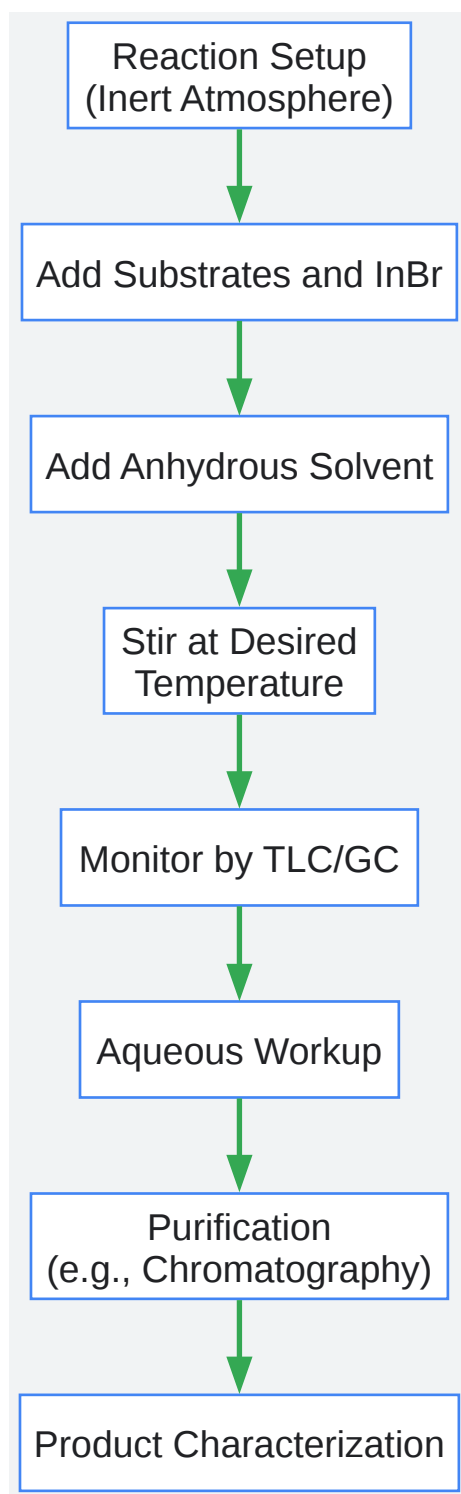 Reaction Setup
(Inert Atmosphere)
Add Substrates and InBr
Add Anhydrous Solvent
Stir at Desired
Temperature
Monitor by TLC/GC
Aqueous Workup
Purification
(e.g., Chromatography)
Product Characterization